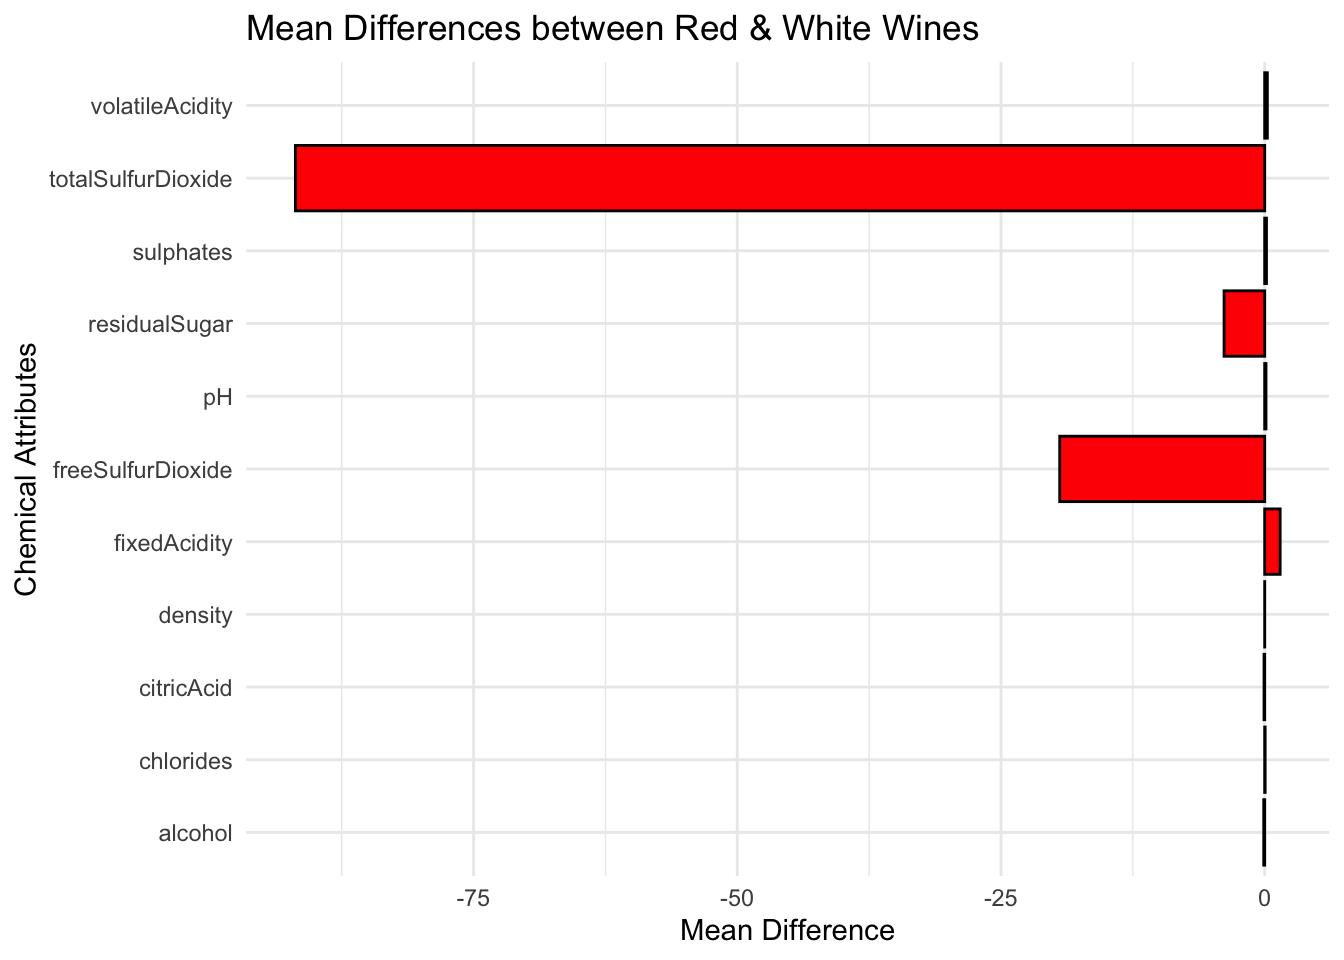 Mean Differences between Red & White Wines
Chemical Attributes
volatileAcidity
totalSulfurDioxide
sulphates
residualSugar
pH
freeSulfurDioxide
fixedAcidity
density
citricAcid
chlorides
alcohol
-75 -50 -25 0
Mean Difference